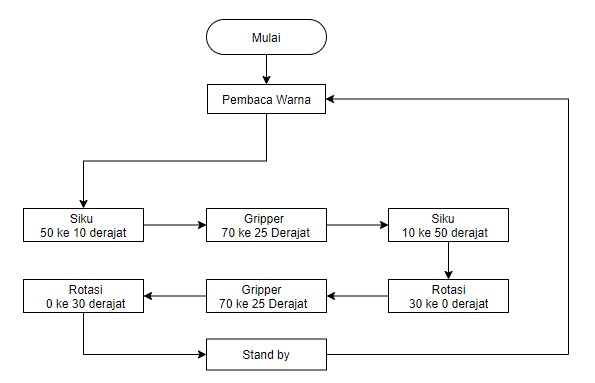 Mulai
Pembaca Warna
Siku
50 ke 10 derajat
Gripper
70 ke 25 Derajat
Siku
10 ke 50 derajat
Rotasi
0 ke 30 derajat
Gripper
70 ke 25 Derajat
Rotasi
30 ke 0 derajat
Stand by